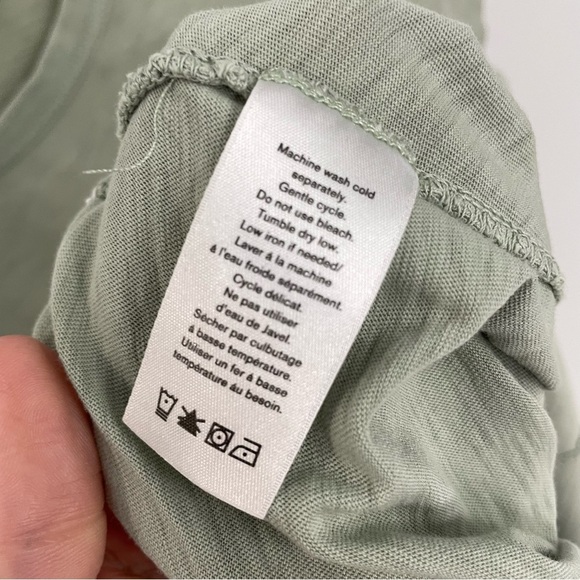 Machine wash cold
separately.
Gentle cycle.
Do not use bleach.
Tumble dry low.
Low iron if needed/
Laver á la machine
á l'eau froide séparément.
Cycle délicat.
Ne pas utiliser
d'eau de Javel.
Sécher par culbutage
á basse température.
Utiliser un fer á basse
température áu besoin.